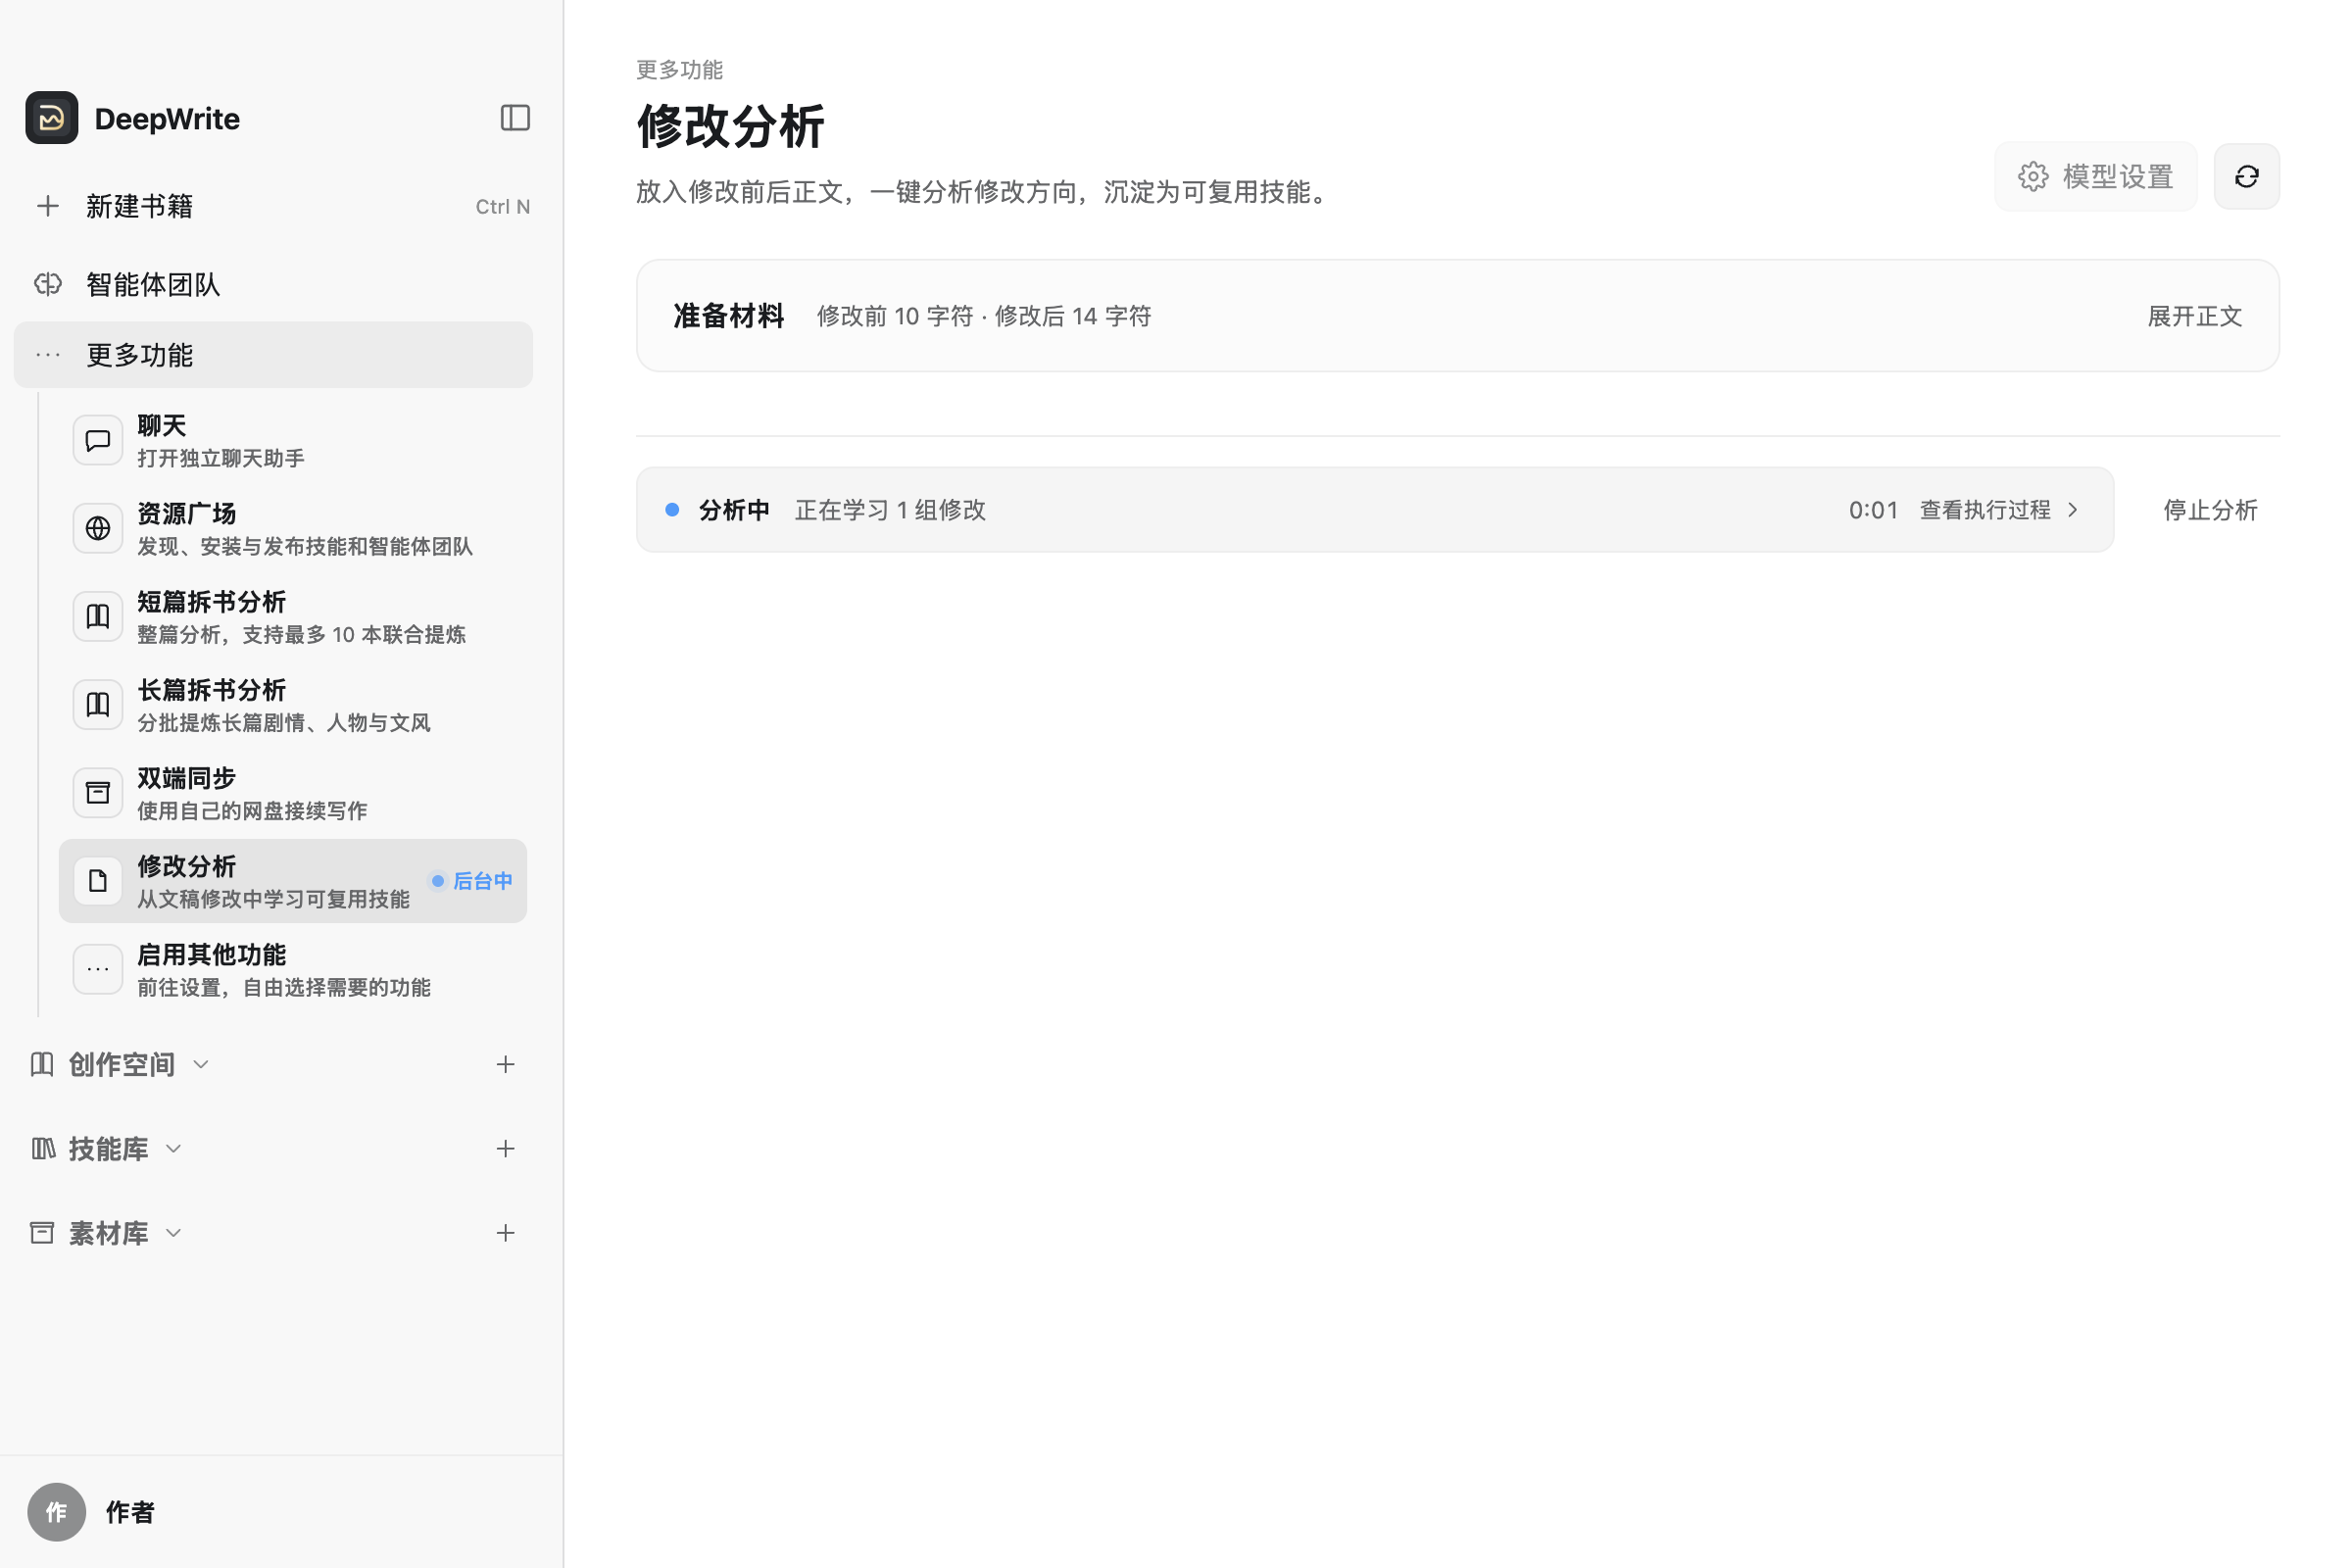 DeepWrite
新建书籍 Ctrl N
智能体团队
更多功能
聊天
打开独立聊天助手
资源广场
发现、安装与发布技能和智能体团队
短篇拆书分析
整篇分析，支持最多 10 本联合提炼
长篇拆书分析
分批提炼长篇剧情、人物与文风
双端同步
使用自己的网盘接续写作
修改分析
从文稿修改中学习可复用技能
后台中
启用其他功能
前往设置，自由选择需要的功能
创作空间
技能库
素材库
作 作者
更多功能
修改分析
放入修改前后正文，一键分析修改方向，沉淀为可复用技能。
模型设置
准备材料 修改前 10 字符 · 修改后 14 字符 展开正文
分析中 正在学习 1 组修改 0:01 查看执行过程 停止分析